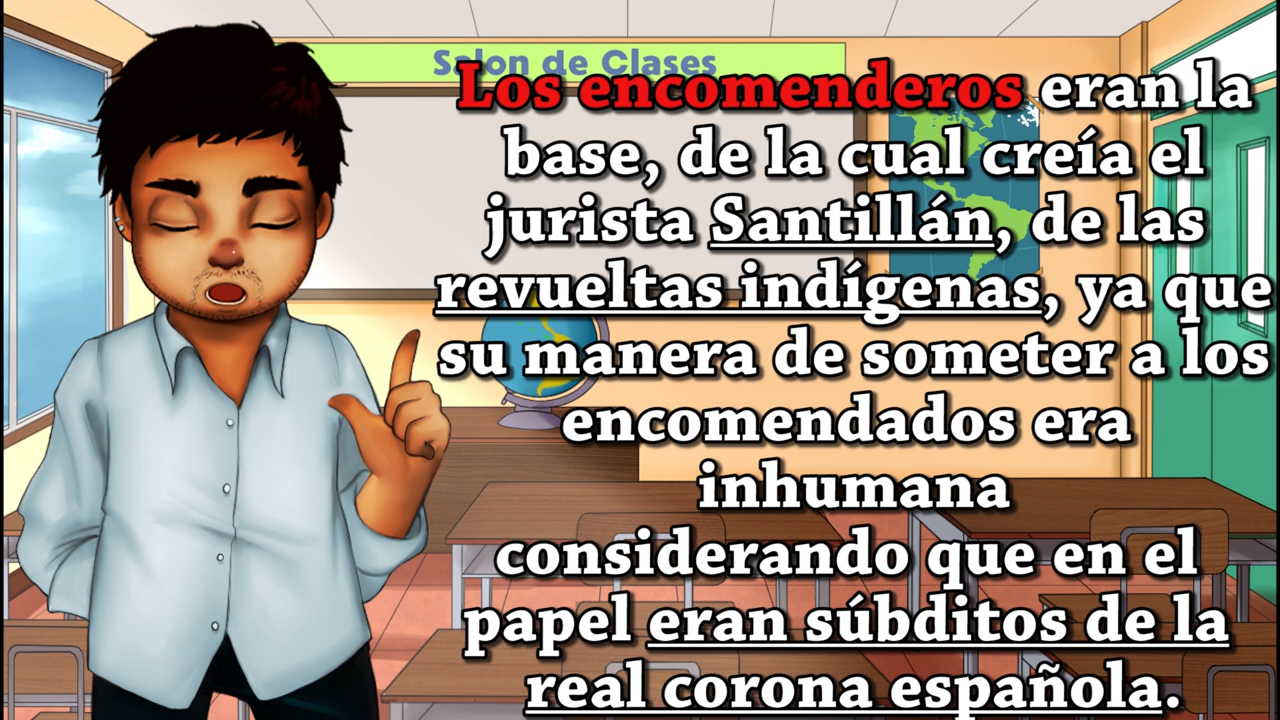 Salon de Clases
Los encomenderos eran la
base, de la cual creía el
jurista Santillán, de las
revueltas indígenas, ya que
su manera de someter a los
encomendados era
inhumana
considerando que en el
papel eran súbditos de la
real corona española.